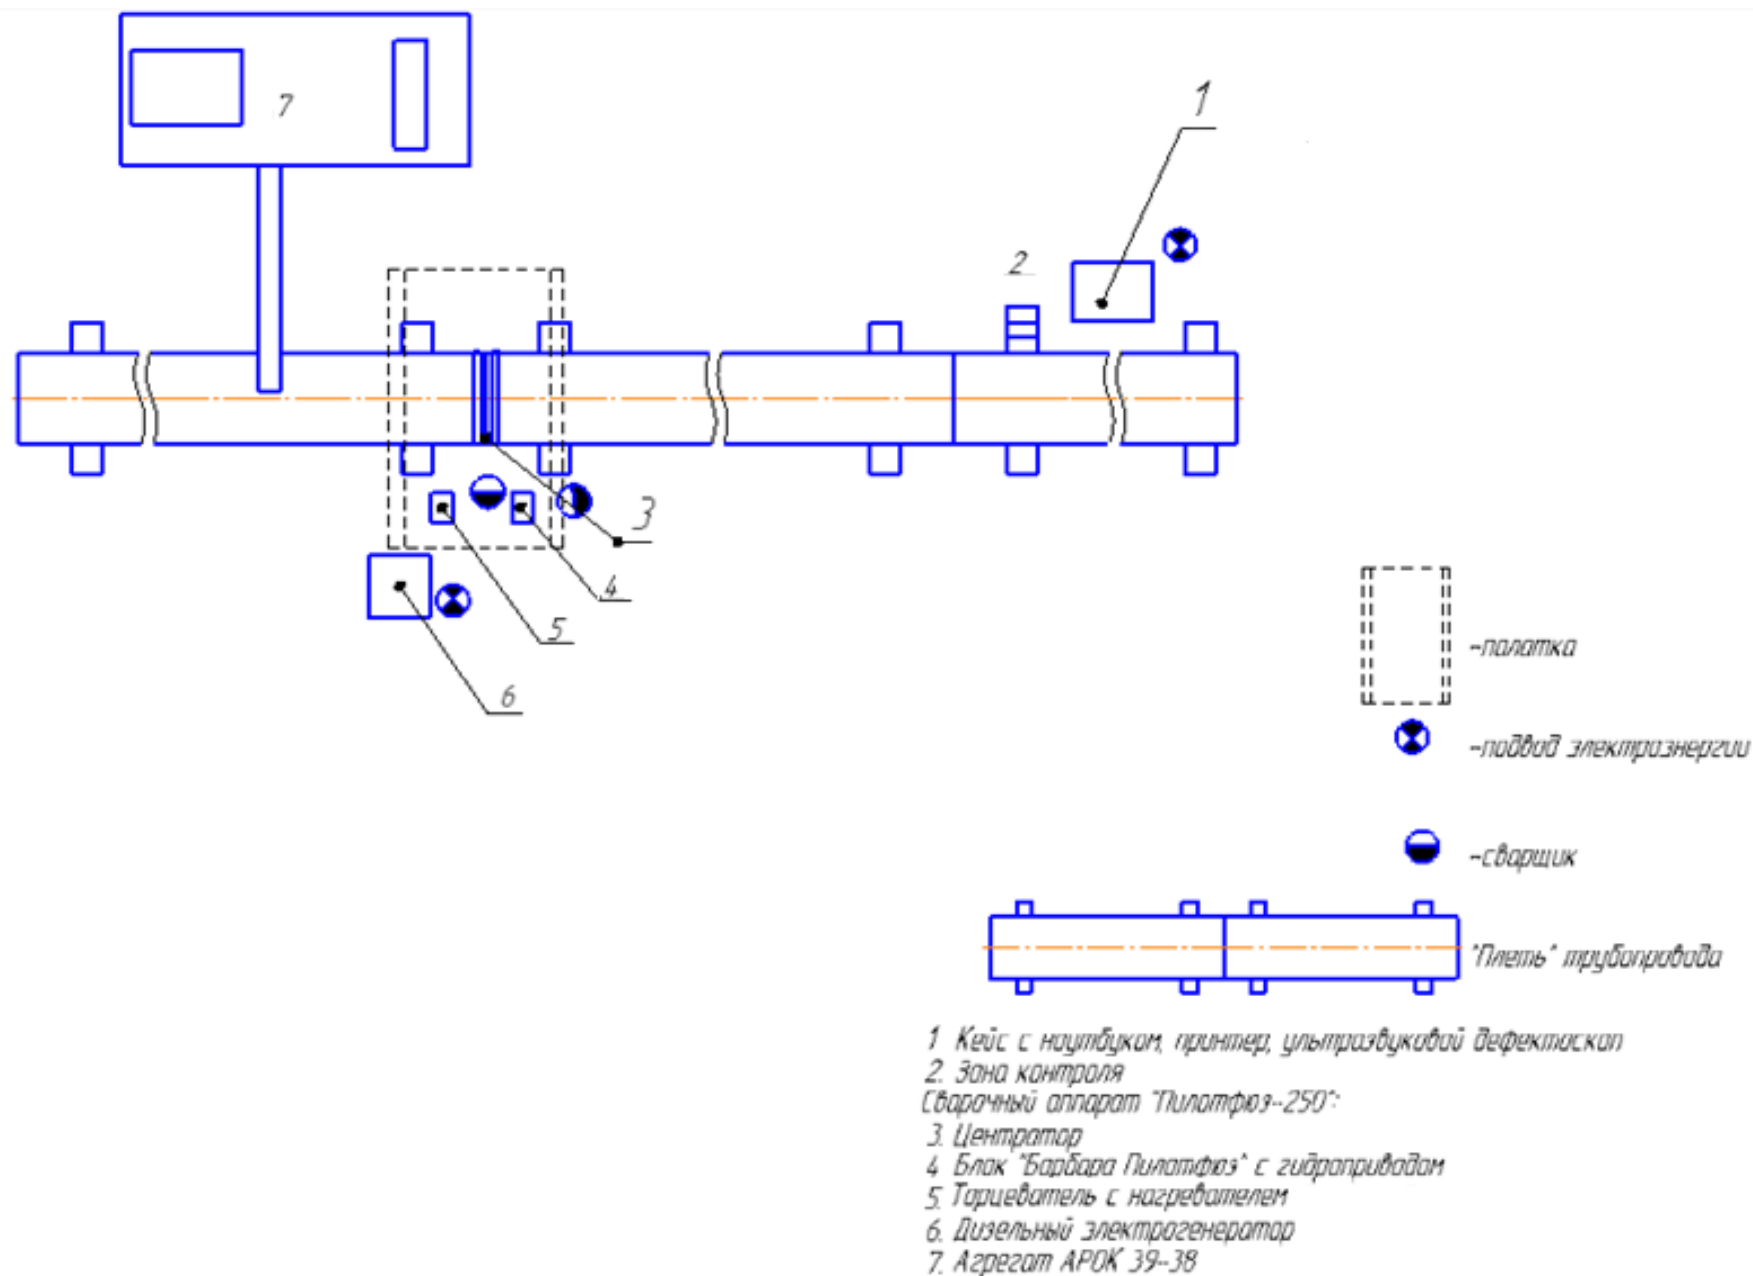 7
1
2
3
4
5
6
-палатка
-подвод электроэнергии
-сварщик
"Плеть" трубопровода
1 Кейс с ноутбуком, принтер, ультразвуковой дефектоскоп
2. Зона контроля
Сварочный аппарат "Пилотфюз-250":
3. Центратор
4 Блок "Барбара Пилотфюз" с гидроприводом
5. Торцеватель с нагревателем
6. Дизельный электрогенератор
7. Агрегат АРОК 39-38